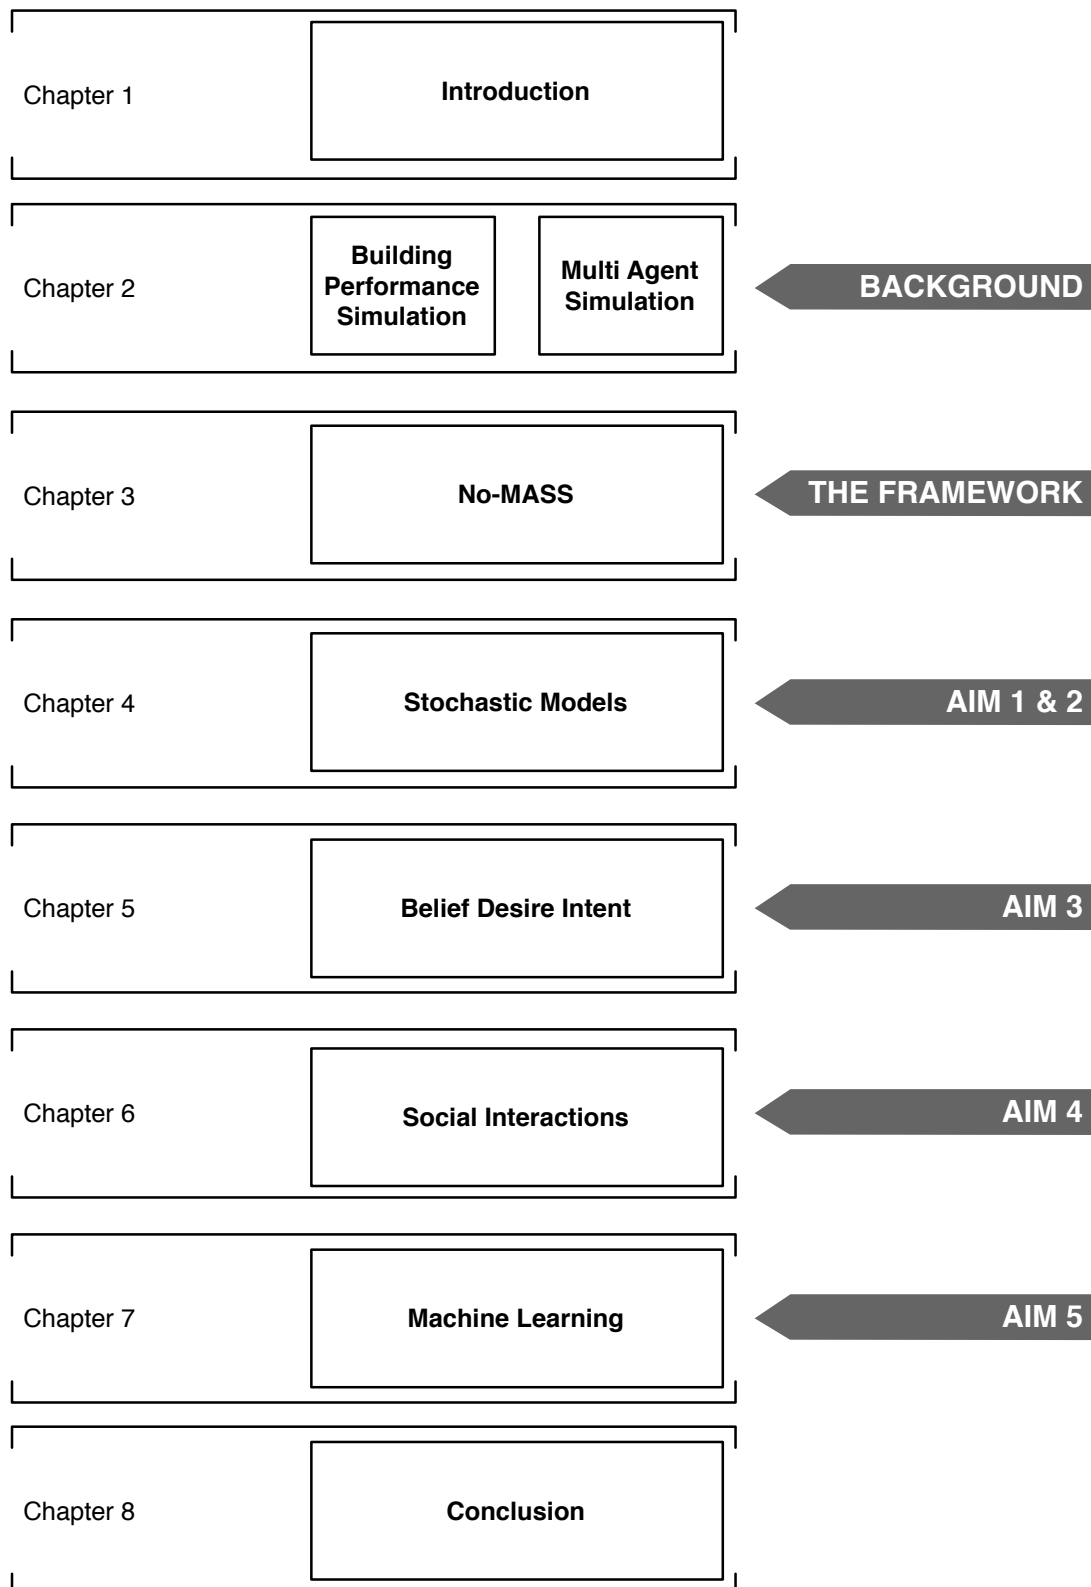 Chapter 1
Introduction
Chapter 2
Building
Performance
Simulation
Multi Agent
Simulation
BACKGROUND
Chapter 3
No-MASS
THE FRAMEWORK
Chapter 4
Stochastic Models
AIM 1 & 2
Chapter 5
Belief Desire Intent
AIM 3
Chapter 6
Social Interactions
AIM 4
Chapter 7
Machine Learning
AIM 5
Chapter 8
Conclusion